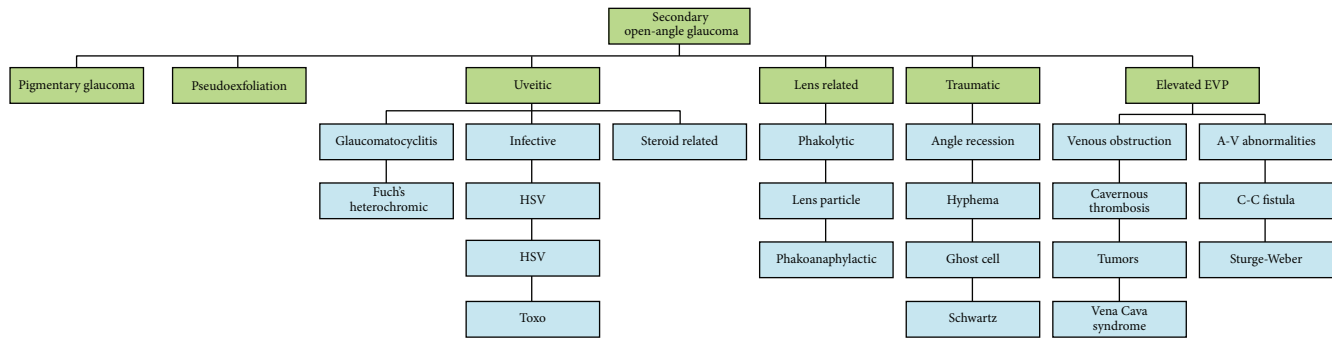 Secondary
open-angle glaucoma
Pigmentary glaucoma
Pseudoexfoliation
Uveitic
Lens related
Traumatic
Elevated EVP
Glaucomatocyclitis
Infective
Steroid related
Phakolytic
Angle recession
Venous obstruction
A-V abnormalities
Fuch's
heterochromic
HSV
Lens particle
Hyphema
Cavernous
thrombosis
C-C fistula
HSV
Phakoanaphylactic
Ghost cell
Tumors
Sturge-Weber
Toxo
Schwartz
Vena Cava
syndrome